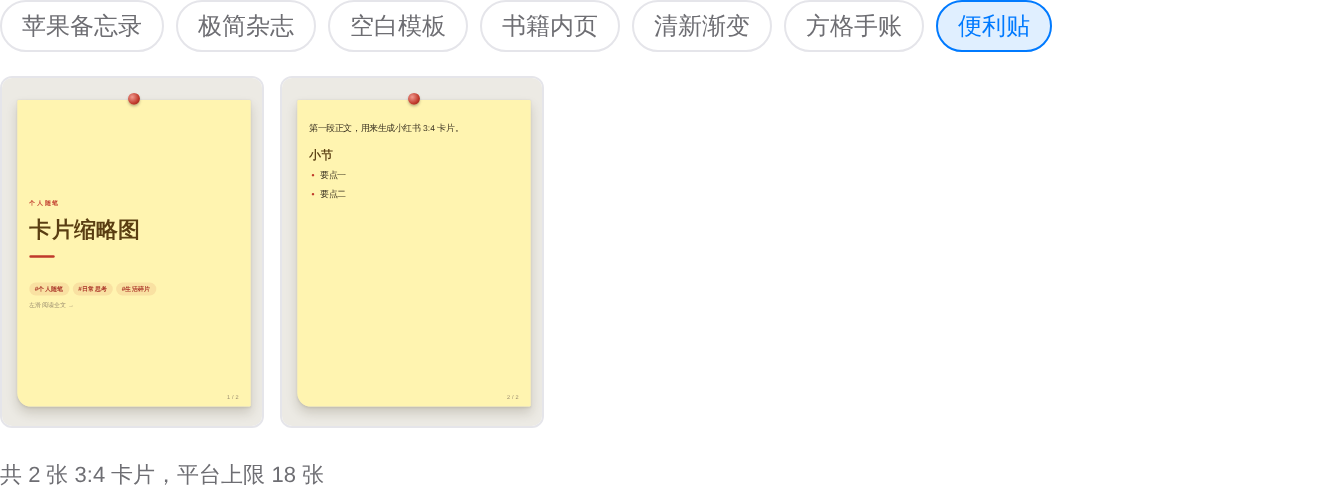 苹果备忘录 极简杂志 空白模板 书籍内页 清新渐变 方格手账 便利贴
个人随笔
卡片缩略图
#个人随笔 #日常思考 #生活碎片
左滑阅读全文 →
1 / 2
第一段正文，用来生成小红书 3:4 卡片。
小节
• 要点一
• 要点二
2 / 2
共 2 张 3:4 卡片，平台上限 18 张